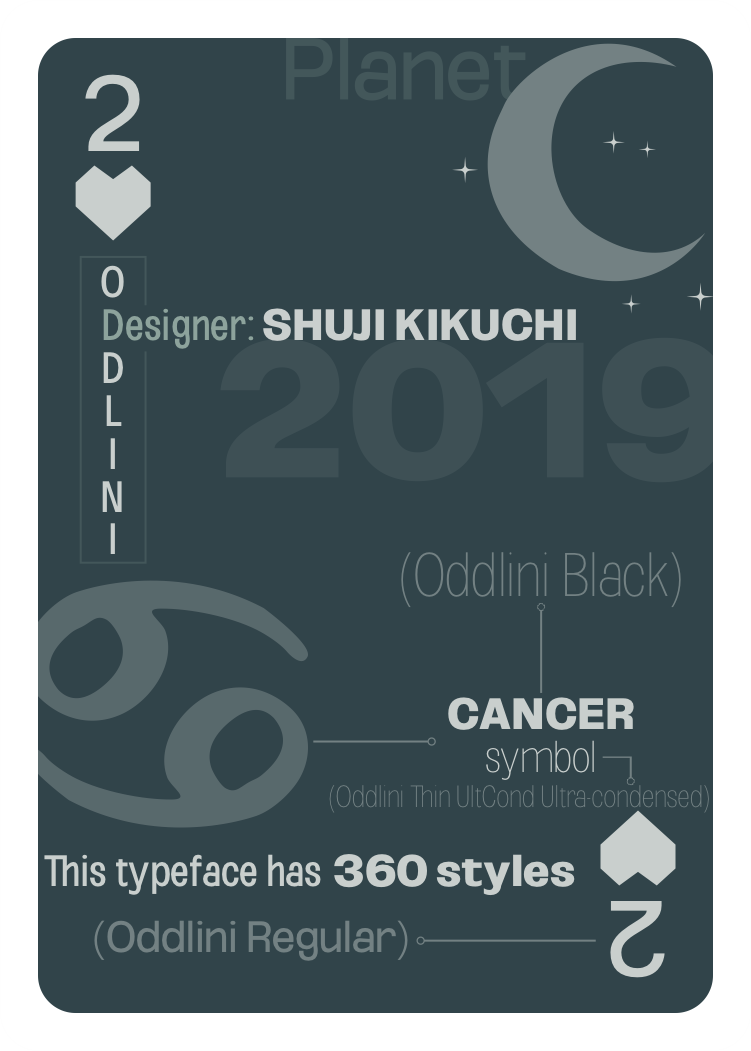 Planet
2
ODLINI
Designer: SHUJI KIKUCHI
2019
(Oddlini Black)
CANCER
symbol
(Oddlini Thin UltCond Ultra-condensed)
This typeface has 360 styles
(Oddlini Regular)
2